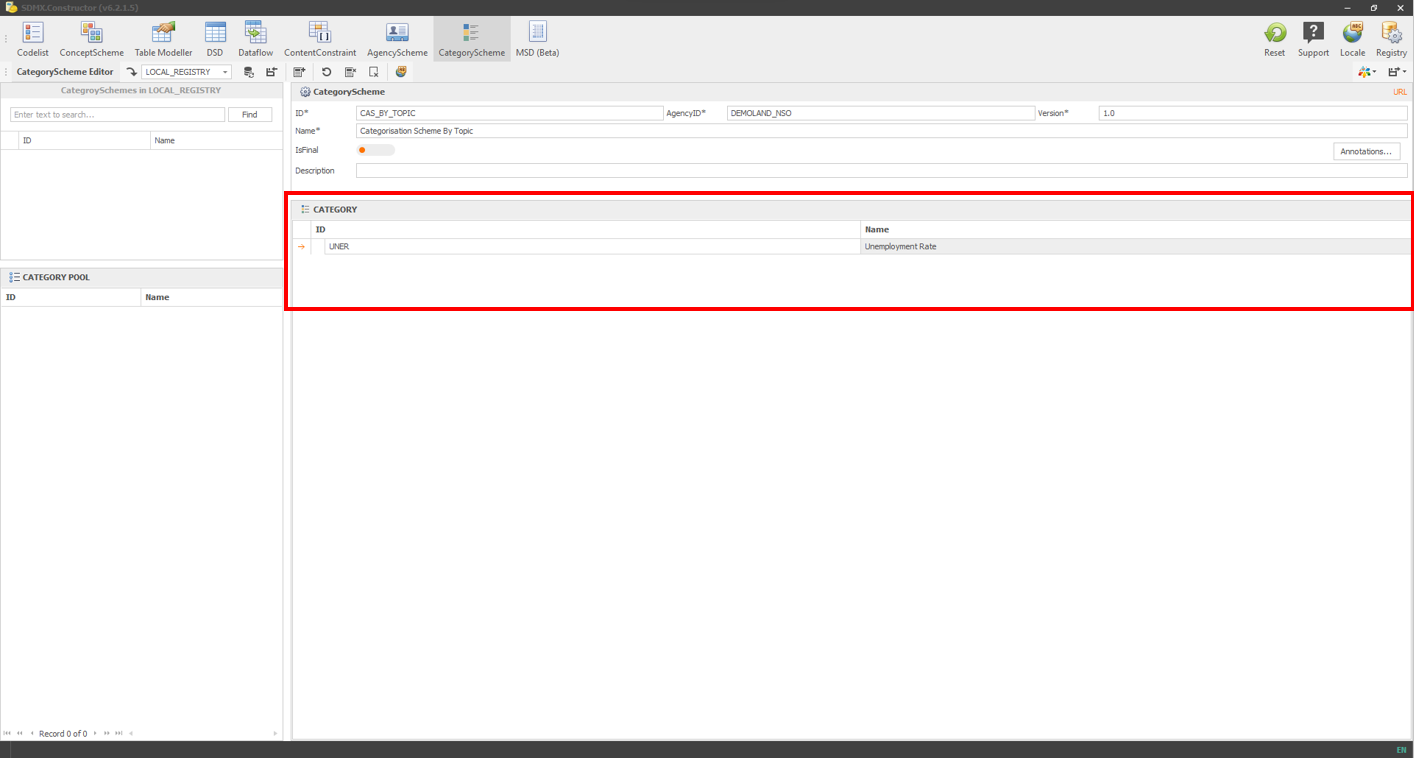 SDMX.Constructor (v6.2.1.5)
Codelist ConceptScheme Table Modeller DSD Dataflow ContentConstraint AgencyScheme CategoryScheme MSD (Beta) Reset Support Locale Registry
CategoryScheme Editor LOCAL_REGISTRY
CategroySchemes in LOCAL_REGISTRY
Enter text to search... Find
ID Name
CATEGORY POOL
ID Name
Record 0 of 0
CategoryScheme URL
ID* CAS_BY_TOPIC AgencyID* DEMOLAND_NSO Version* 1.0
Name* Categorisation Scheme By Topic
IsFinal Annotations...
Description
CATEGORY
ID Name
UNER Unemployment Rate
EN